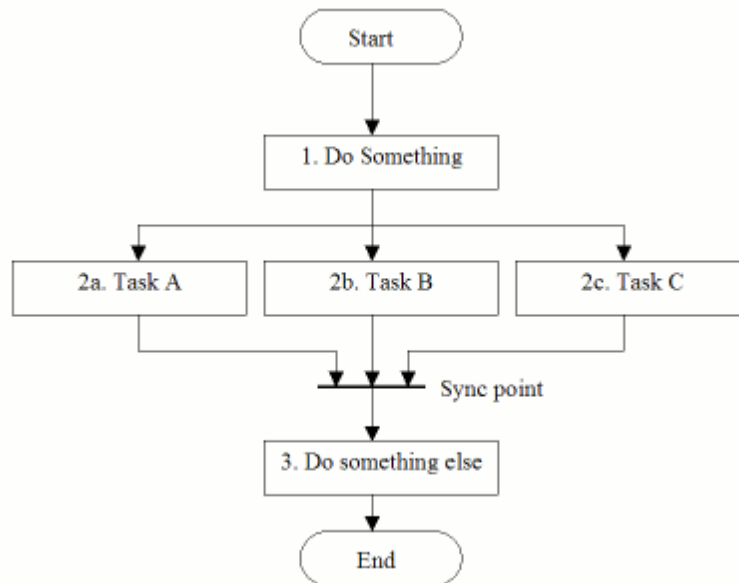 Start
1. Do Something
2a. Task A
2b. Task B
2c. Task C
Sync point
3. Do something else
End